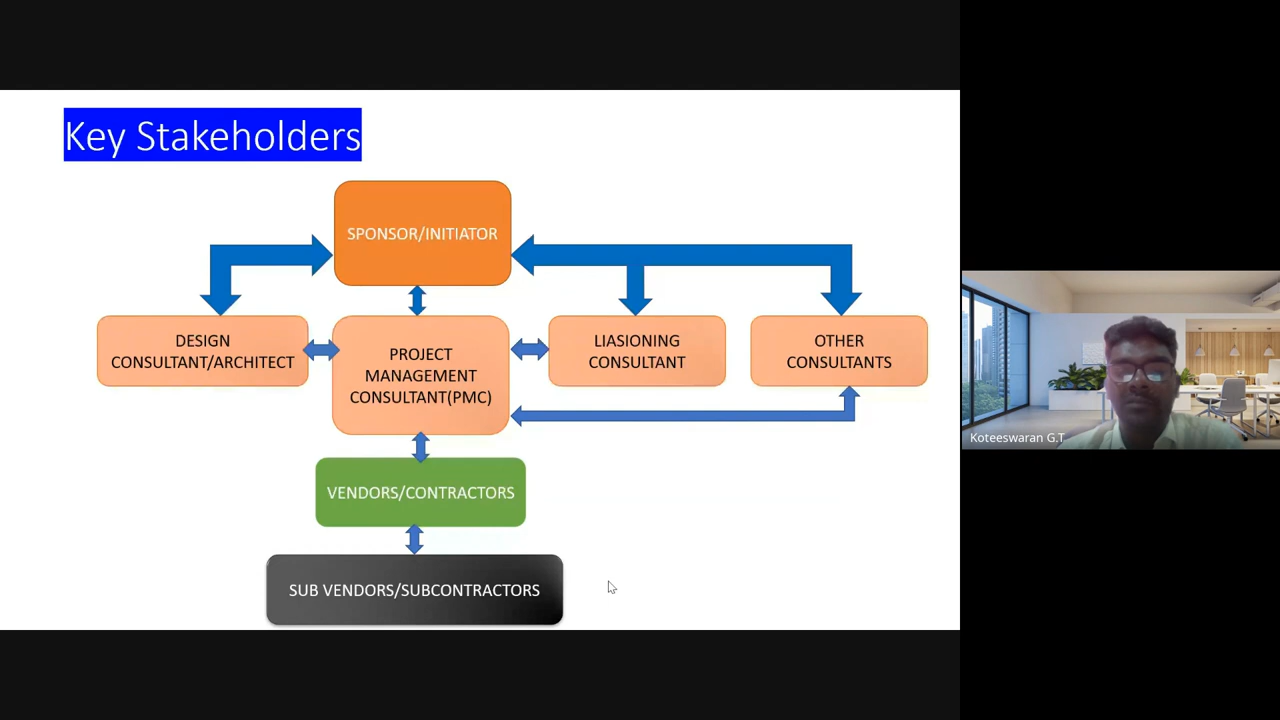 Key Stakeholders
SPONSOR/INITIATOR
DESIGN
CONSULTANT/ARCHITECT
PROJECT
MANAGEMENT
CONSULTANT(PMC)
LIASIONING
CONSULTANT
OTHER
CONSULTANTS
VENDORS/CONTRACTORS
SUB VENDORS/SUBCONTRACTORS
Koteeswaran G.T